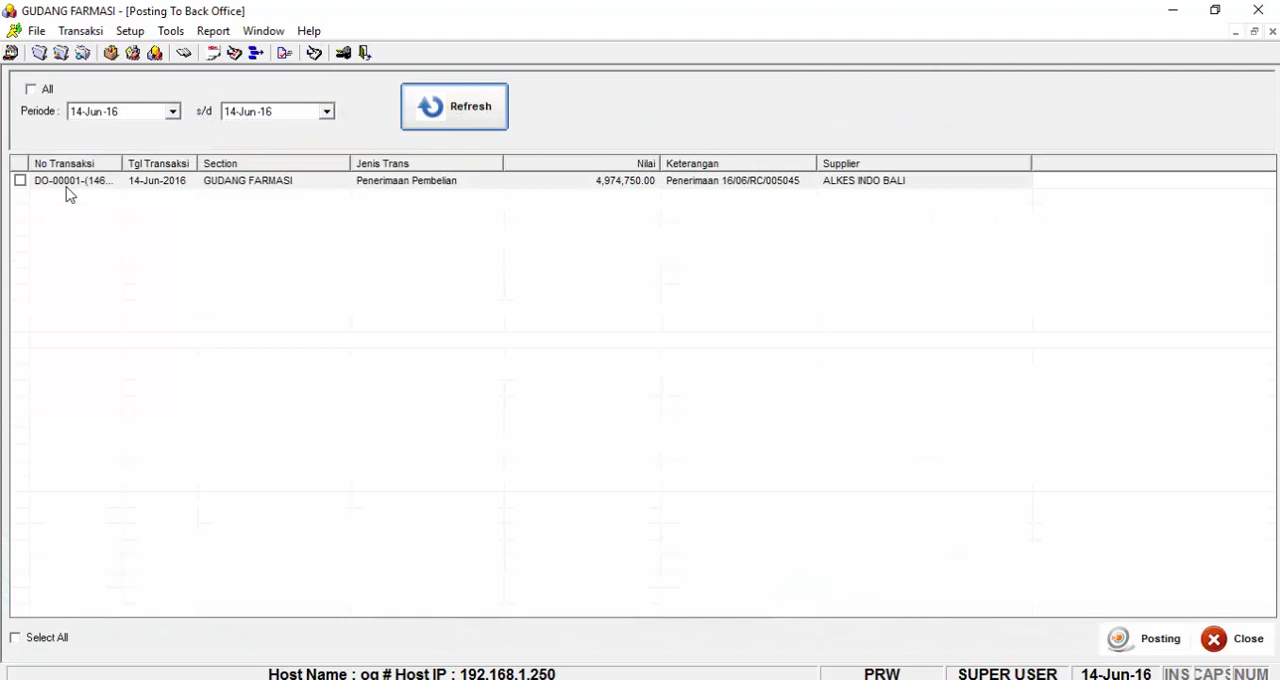 GUDANG FARMASI - [Posting To Back Office]
File Transaksi Setup Tools Report Window Help
All
Periode : 14-Jun-16 s/d 14-Jun-16 Refresh
No Transaksi Tgl Transaksi Section Jenis Trans Nilai Keterangan Supplier
DO-00001-(146... 14-Jun-2016 GUDANG FARMASI Penerimaan Pembelian 4,974,750.00 Penerimaan 16/06/RC/005045 ALKES INDO BALI
Select All Posting Close
Host Name : og # Host IP : 192.168.1.250 PRW SUPER USER 14-Jun-16 INS CAPS NUM